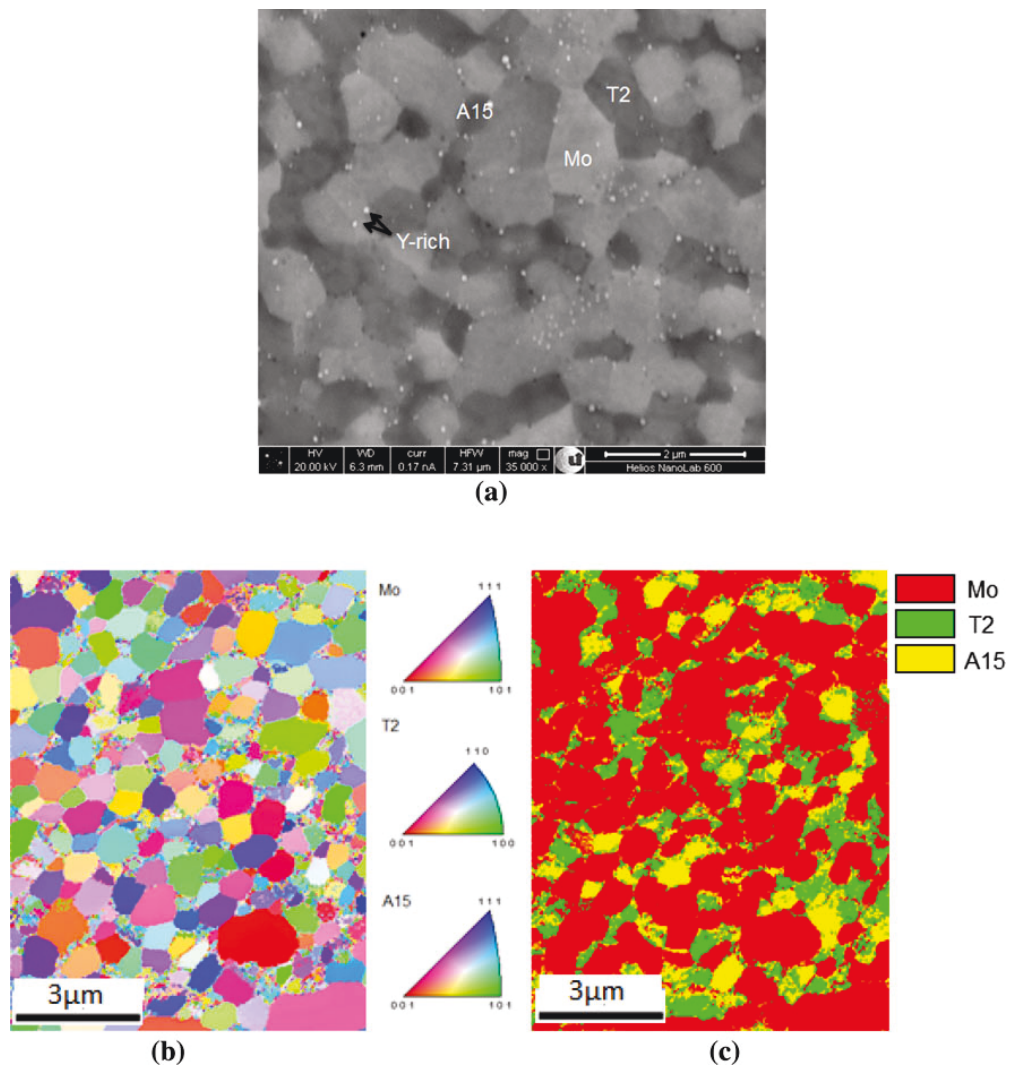 A15
T2
Mo
Y-rich
HV WD curr HFW mag
20.00 kV 6.3 mm 0.17 nA 7.31 µm 35 000 x
2 µm
Helios NanoLab 600
(a)
Mo
111
001 101
T2
110
001 100
A15
111
001 101
3µm
(b)
Mo
T2
A15
3µm
(c)